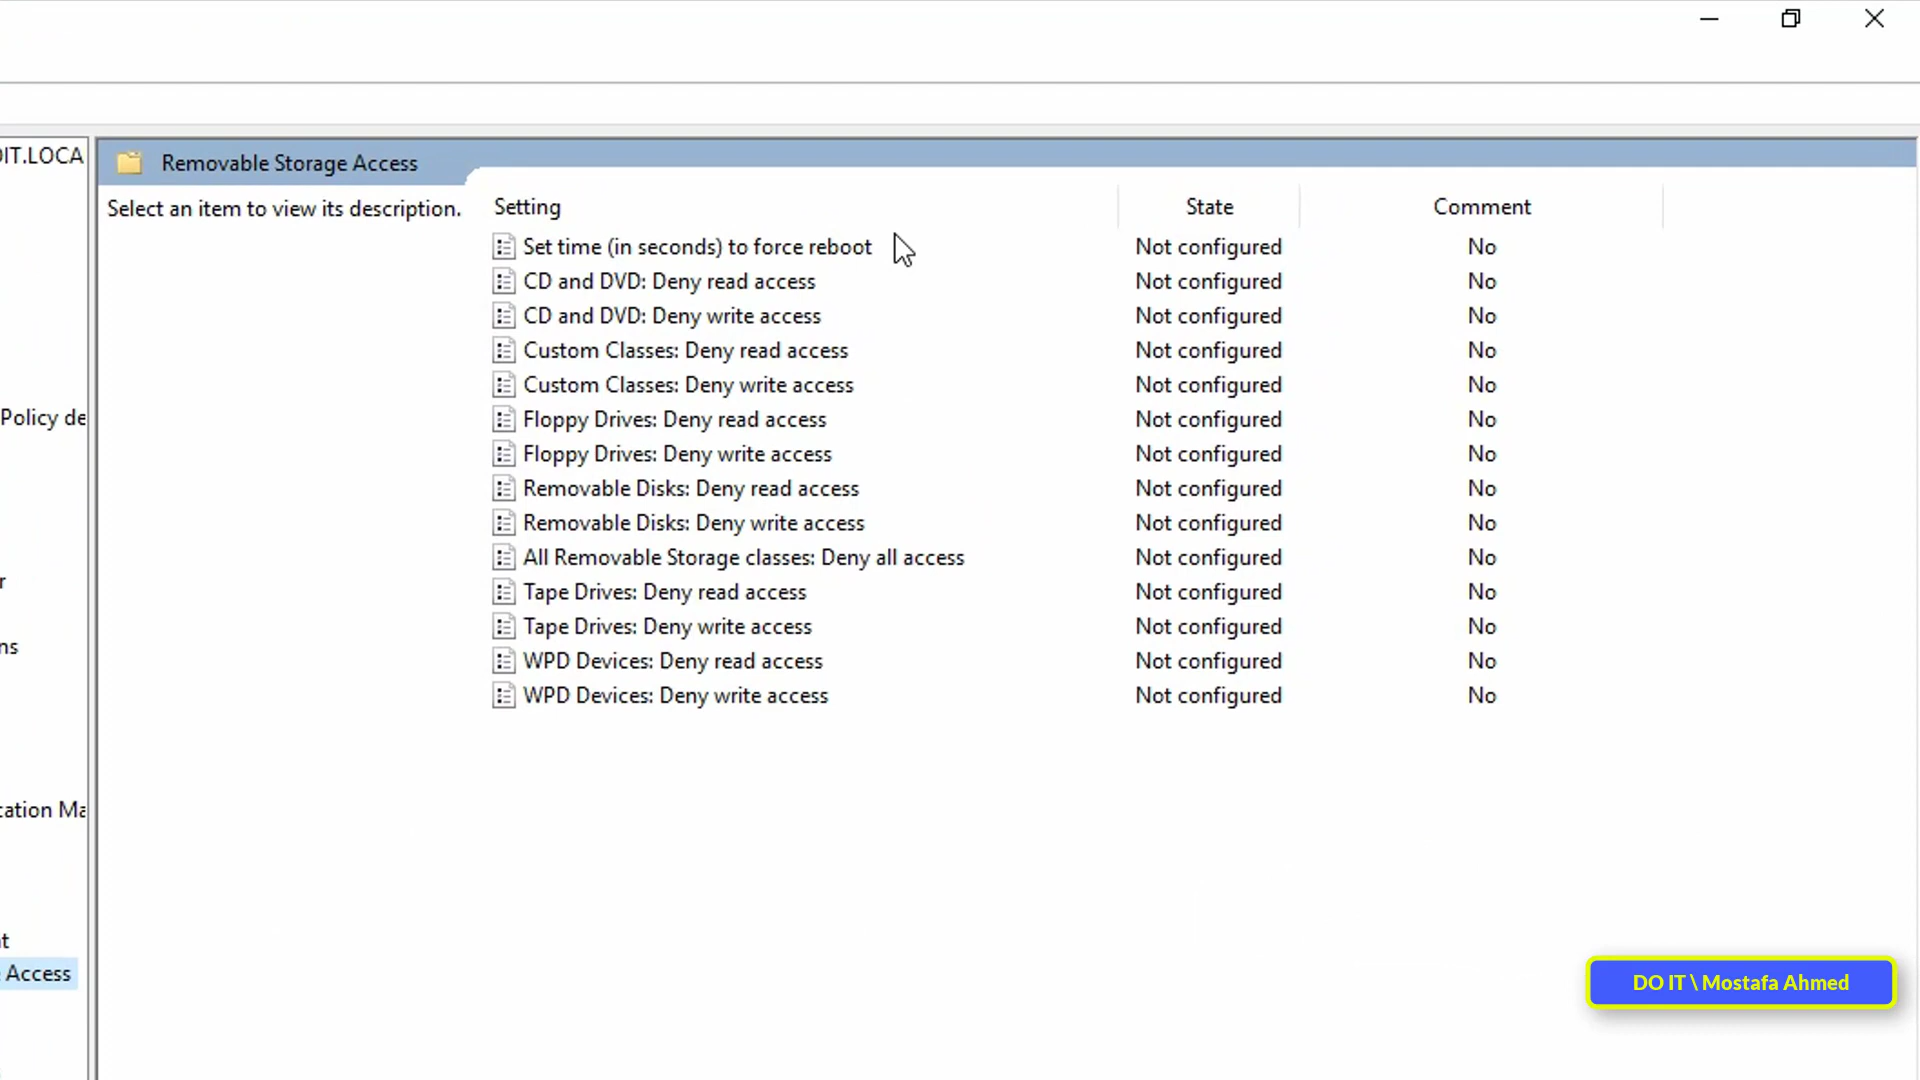 OIT.LOCA
Removable Storage Access
Select an item to view its description.
Setting State Comment
Set time (in seconds) to force reboot Not configured No
CD and DVD: Deny read access Not configured No
CD and DVD: Deny write access Not configured No
Custom Classes: Deny read access Not configured No
Custom Classes: Deny write access Not configured No
Floppy Drives: Deny read access Not configured No
Floppy Drives: Deny write access Not configured No
Removable Disks: Deny read access Not configured No
Removable Disks: Deny write access Not configured No
All Removable Storage classes: Deny all access Not configured No
Tape Drives: Deny read access Not configured No
Tape Drives: Deny write access Not configured No
WPD Devices: Deny read access Not configured No
WPD Devices: Deny write access Not configured No
Policy de
r
ns
cation Ma
t
Access
DO IT \ Mostafa Ahmed